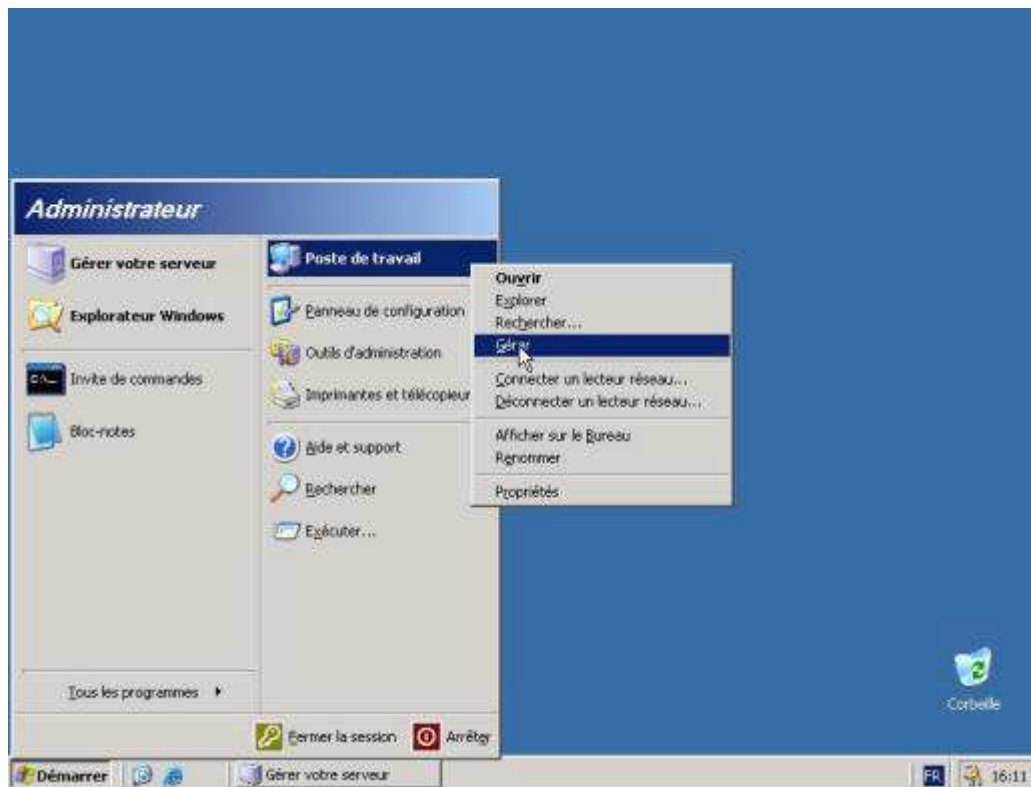 Administrateur
Gérer votre serveur
Explorateur Windows
Invite de commandes
Bloc-notes
Tous les programmes
Poste de travail
Panneau de configuration
Outils d'administration
Imprimantes et télécopieur
Aide et support
Rechercher
Exécuter...
Ouvrir
Explorer
Rechercher...
Gérer
Connecter un lecteur réseau...
Déconnecter un lecteur réseau...
Afficher sur le Bureau
Renommer
Propriétés
Fermer la session
Arrêter
Corbeille
Démarrer
Gérer votre serveur
FR
16:11